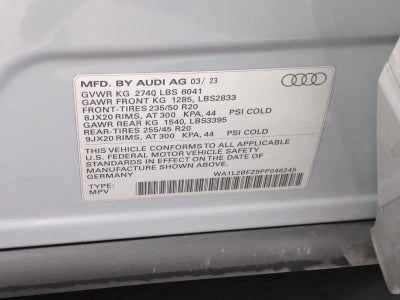 MFD. BY AUDI AG 03/ 23
GVWR KG 2740 LBS 6041
GAWR FRONT KG 1285, LBS2833
FRONT-TIRES 235/50 R20
8JX20 RIMS, AT 300 KPA, 44 PSI COLD
GAWR REAR KG 1540, LBS3395
REAR-TIRES 255/45 R20
9JX20 RIMS, AT 300 KPA, 44 PSI COLD
THIS VEHICLE CONFORMS TO ALL APPLICABLE
U.S. FEDERAL MOTOR VEHICLE SAFETY
STANDARDS IN EFFECT ON THE DATE OF
MANUFACTURE SHOWN ABOVE.
GERMANY
TYPE:
MPV
WA1L2BFZ9PP048245